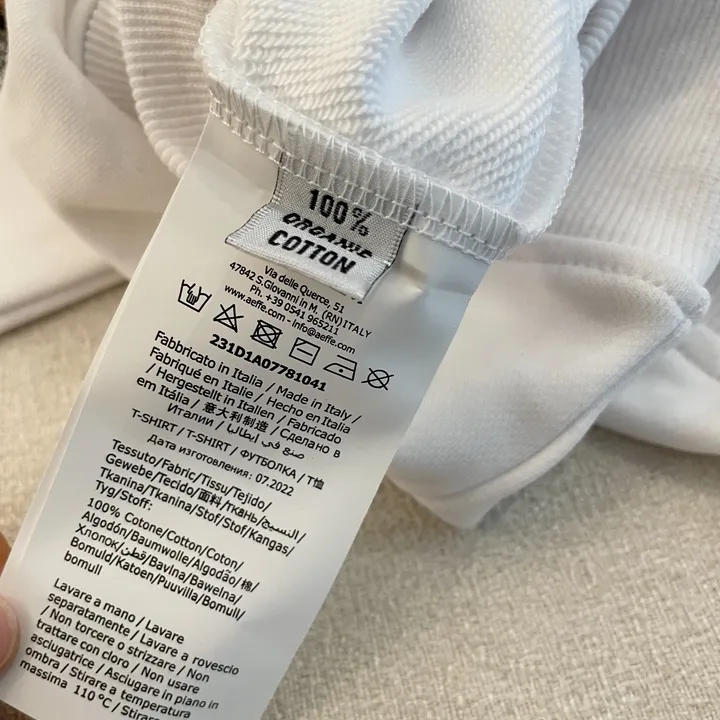 100%
ORGANIC
COTTON
Via delle Querce, 51
47842 S.Giovanni in M. (RN) ITALY
Ph. +39 0541 965211
www.aeffe.com - info@aeffe.com
231D1A07781041
Fabbricato in Italia / Made in Italy /
Fabriqué en Italie / Hecho en Italia
/ Hergestellt in Italien / Fabricado
em Itália / 意大利制造 / Сделано в
Италии / صنع في ايطاليا
T-SHIRT / T-SHIRT / ФУТБОЛКА / T恤
Дата изготовления: 07.2022
Tessuto/Fabric/Tissu/Tejido/
Gewebe/Tecido/面料/ткань/النسيج/
Tkanina/Tkanina/Stof/Stof/Kangas/
Tyg/Stoff:
100% Cotone/Cotton/Coton/
Algodón/Baumwolle/Algodão/棉/
Хлопок/قطن/Bavlna/Bawełna/
Bomuld/Katoen/Puuvilla/Bomull/
bomull
Lavare a mano / Lavare
separatamente / Lavare a rovescio
/ Non torcere o strizzare / Non
trattare con cloro / Non usare
asciugatrice / Asciugare in piano in
ombra / Stirare a temperatura
massima 110 °C / Stirare